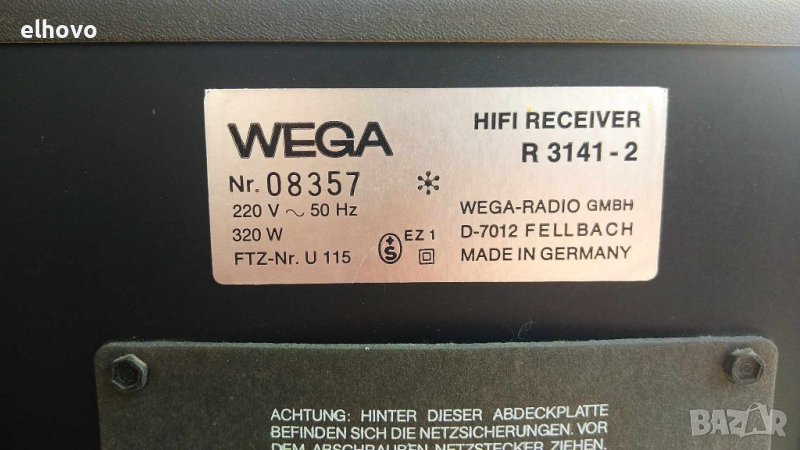 elhovo
WEGA
HIFI RECEIVER
R 3141 - 2
Nr. 08357
220 V ~ 50 Hz
320 W
FTZ-Nr. U 115
S
EZ 1
WEGA-RADIO GMBH
D-7012 FELLBACH
MADE IN GERMANY
ACHTUNG: HINTER DIESER ABDECKPLATTE
BEFINDEN SICH DIE NETZSICHERUNGEN. VOR
DEM ABSCHRAUBEN NETZSTECKER ZIEHEN.
BAZAR